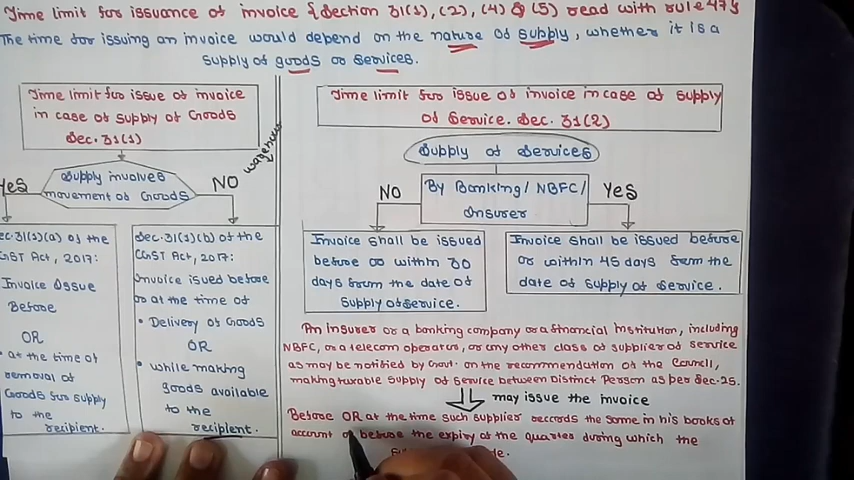 Time limit for issuance of invoice {Section 31(1), (2), (4) & (5) read with rule 47}
The time for issuing an invoice would depend on the nature of supply, whether it is a
supply of goods or services.
Time limit for issue of invoice
in case of supply of Goods
Sec. 31(1)
Supply involves
movement of Goods
Yes
NO
ec.31(1)(a) of the
GST Act, 2017:
Invoice Issue
Before
OR
• at the time of
removal of
Goods for supply
to the
recipient.
Sec.31(1)(b) of the
CGST Act, 2017:
Invoice isued before
or at the time of
• Delivery of Goods
OR
• while making
goods available
to the
recipient.
Time limit for issue of invoice in case of supply
of Service. Sec. 31(2)
Supply of Services
By Banking/NBFC/
Insurer
NO
Yes
Invoice shall be issued
before or within 30
days from the date of
Supply of Service.
Invoice shall be issued before
or within 45 days from the
date of supply of service.
An insurer or a banking company or a financial Institution, including
NBFC, or a telecom operator, or any other class of supplier of service
as may be notified by Govt. on the recommendation of the Council,
making taxable supply of service between Distinct Person as per Sec.25.
may issue the invoice
Before OR at the time such supplier records the same in his books of
account or before the expiry of the quarter during which the